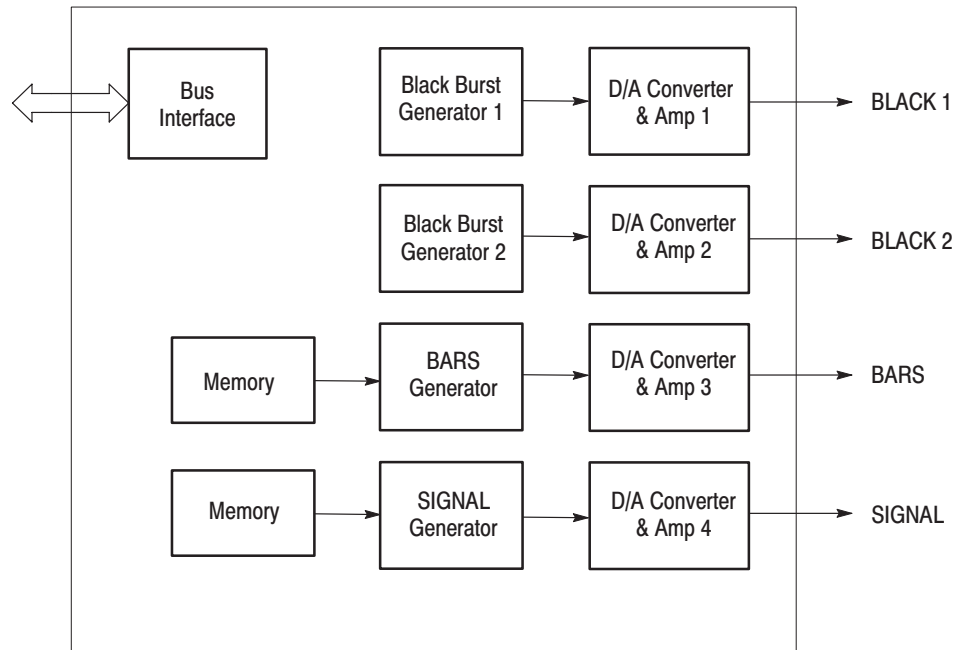 Bus
Interface
Black Burst
Generator 1
D/A Converter
& Amp 1
BLACK 1
Black Burst
Generator 2
D/A Converter
& Amp 2
BLACK 2
Memory
BARS
Generator
D/A Converter
& Amp 3
BARS
Memory
SIGNAL
Generator
D/A Converter
& Amp 4
SIGNAL